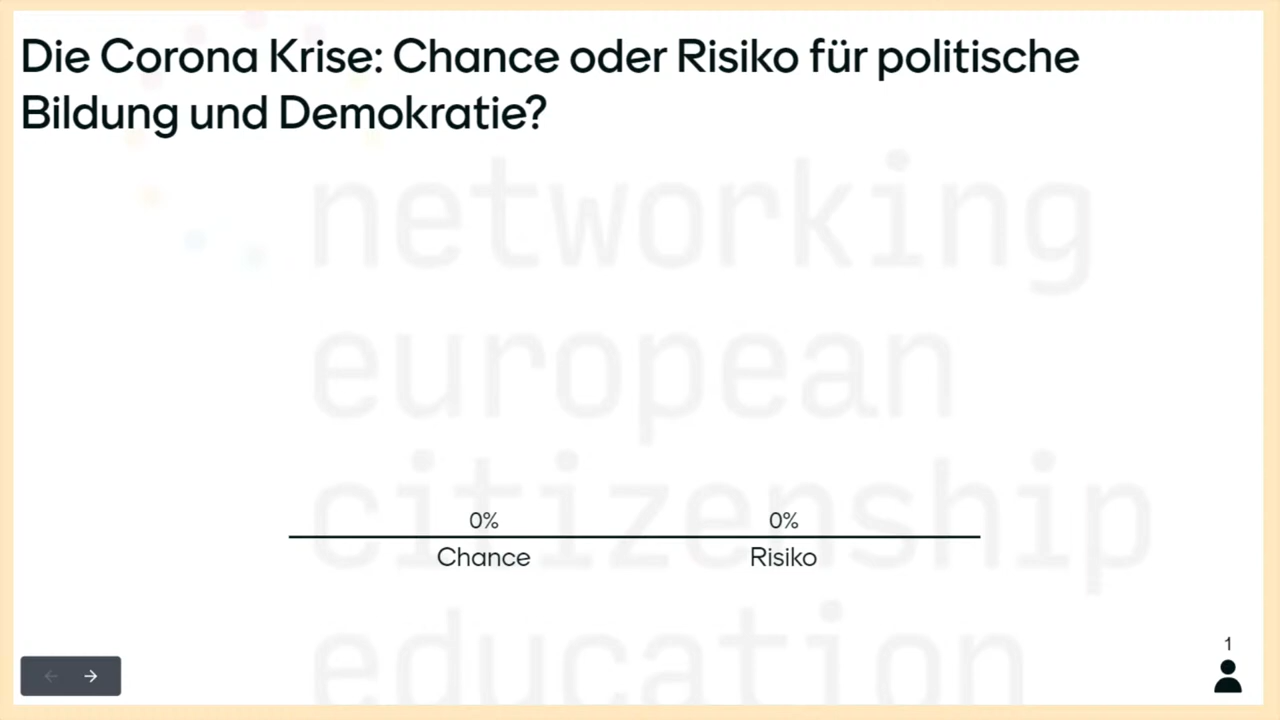 Die Corona Krise: Chance oder Risiko für politische
Bildung und Demokratie?
networking
european
citizenship
education
0% 0%
Chance Risiko
1